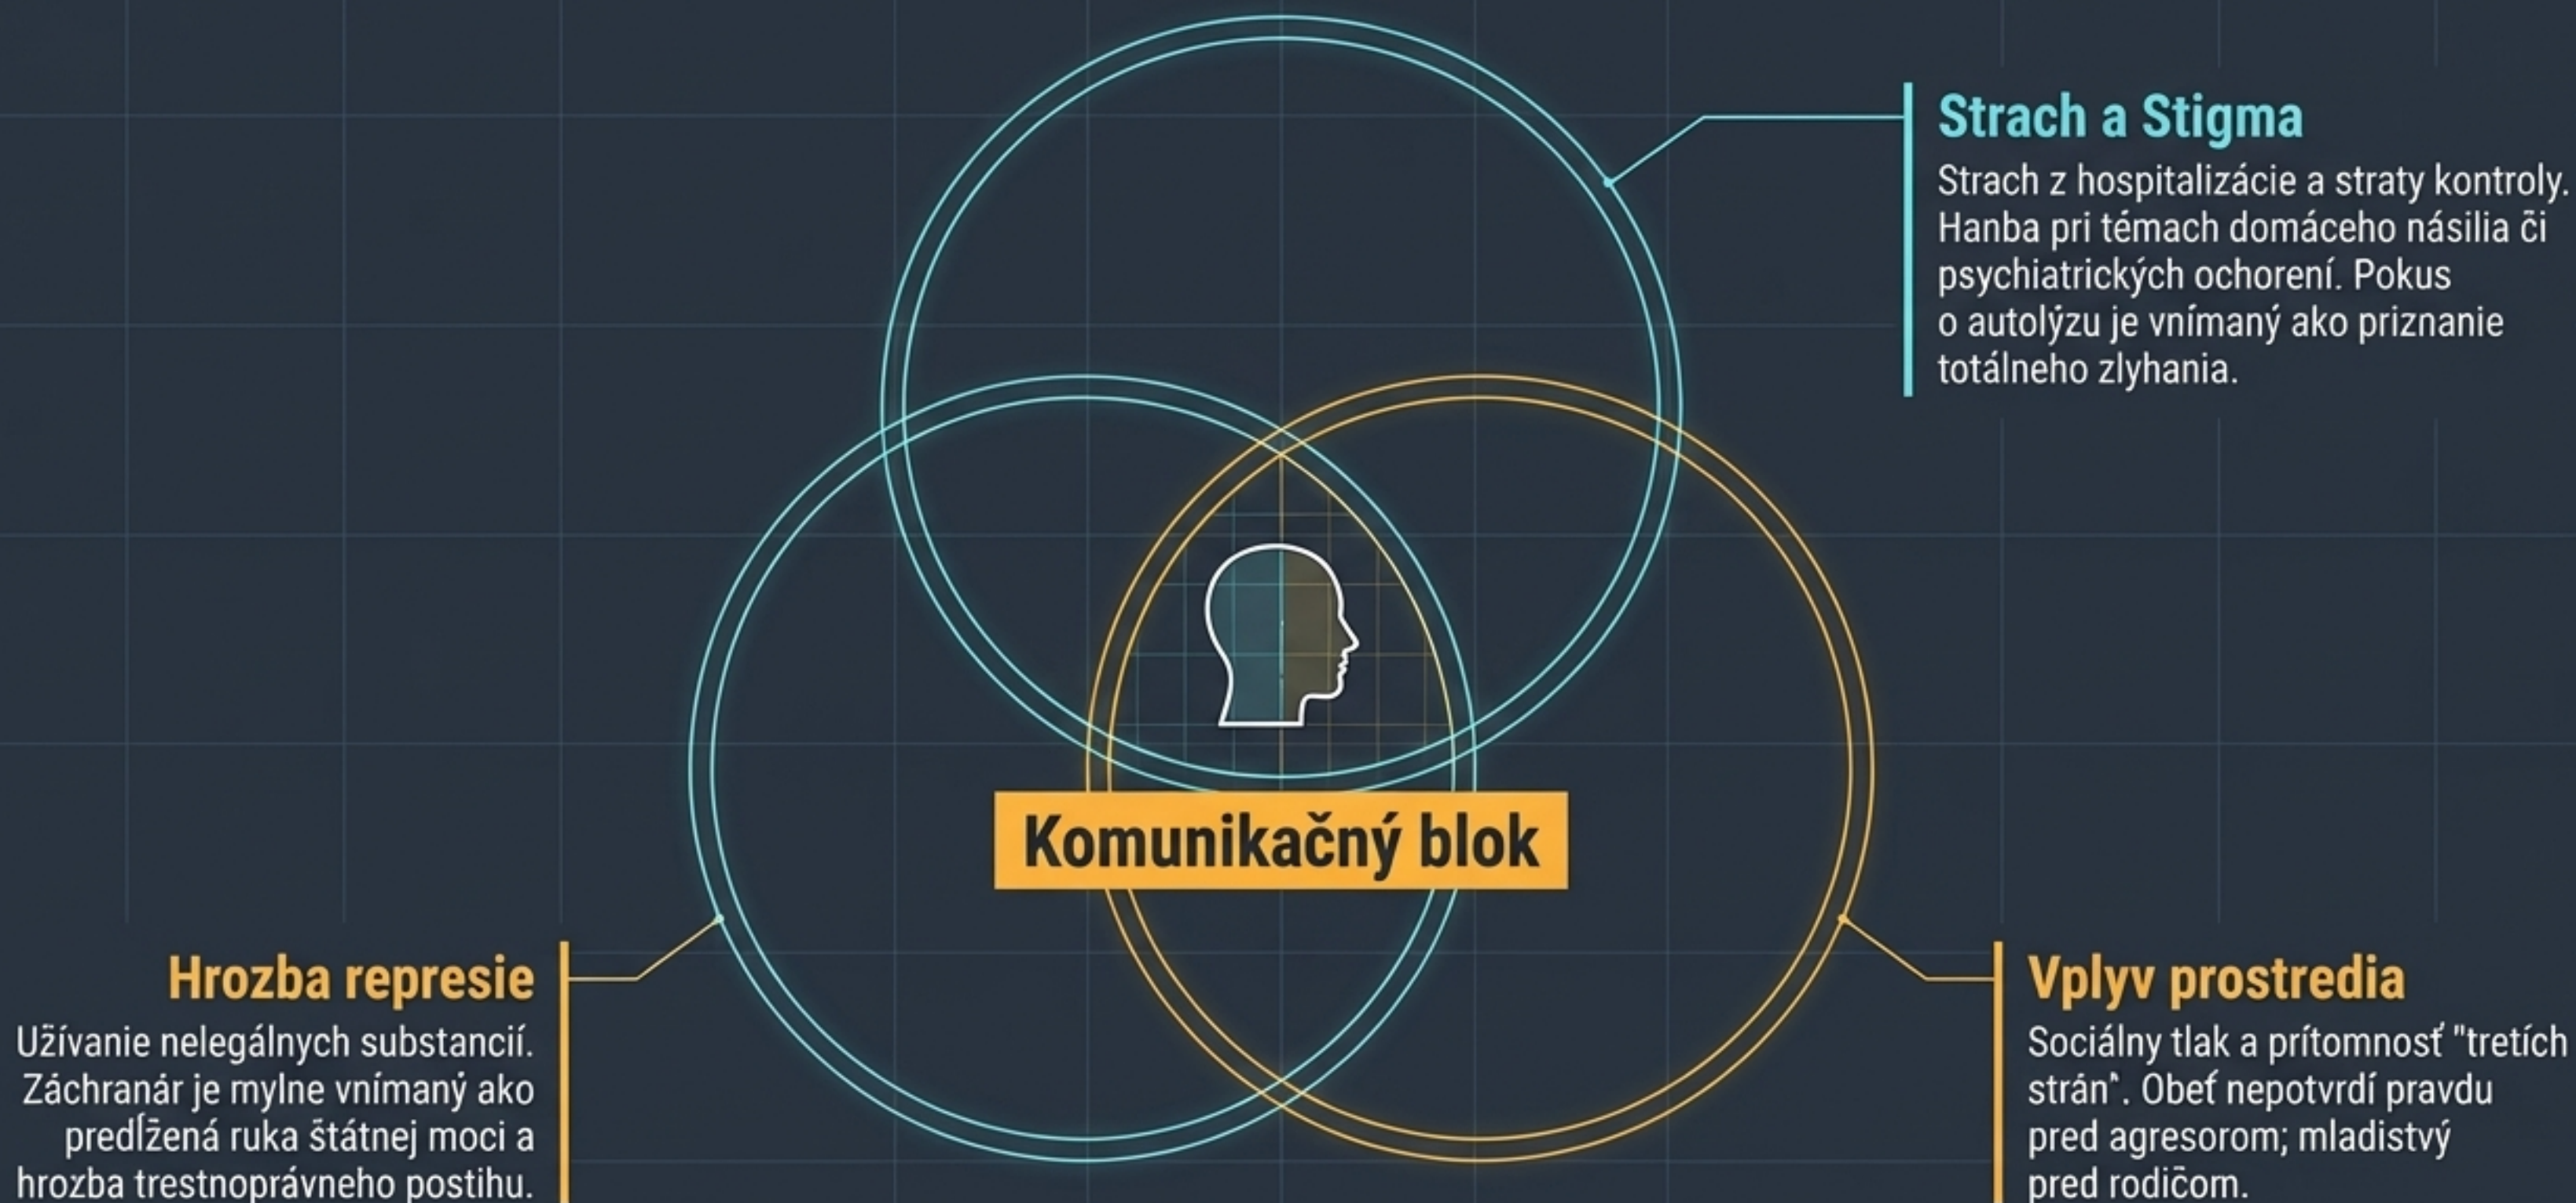 Strach a Stigma
Strach z hospitalizácie a straty kontroly.
Hanba pri témach domáceho násilia či
psychiatrických ochorení. Pokus
o autolýzu je vnímaný ako priznanie
totálneho zlyhania.
Komunikačný blok
Hrozba represie
Užívanie nelegálnych substancií.
Záchranár je mylne vnímaný ako
predĺžená ruka štátnej moci a
hrozba trestnoprávneho postihu.
Vplyv prostredia
Sociálny tlak a prítomnosť "tretích
strán". Obeť nepotvrdí pravdu
pred agresorom; mladistvý
pred rodičom.